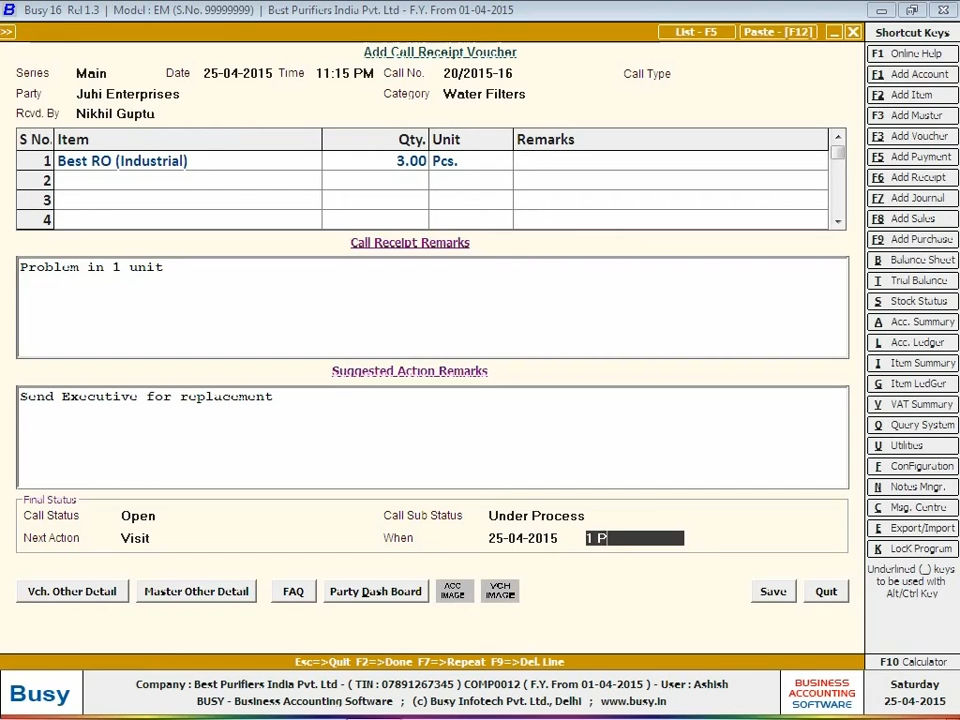 Busy 16 Rel 1.3 | Model : EM (S.No. 99999999) | Best Purifiers India Pvt. Ltd - F.Y. From 01-04-2015
>> List - F5 Paste - [F12]
Add Call Receipt Voucher
Series Main Date 25-04-2015 Time 11:15 PM Call No. 20/2015-16 Call Type
Party Juhi Enterprises Category Water Filters
Rcvd. By Nikhil Guptu
S No. Item Qty. Unit Remarks
1 Best RO (Industrial) 3.00 Pcs.
2
3
4
Call Receipt Remarks
Problem in 1 unit
Suggested Action Remarks
Send Executive for replacement
Final Status
Call Status Open Call Sub Status Under Process
Next Action Visit When 25-04-2015 1 P
Vch. Other Detail Master Other Detail FAQ Party Dash Board ACC IMAGE VCH IMAGE Save Quit
Esc=>Quit F2=>Done F7=>Repeat F9=>Del. Line
Busy
Company : Best Purifiers India Pvt. Ltd - ( TIN : 07891267345 ) COMP0012 ( F.Y. From 01-04-2015 ) - User : Ashish
BUSY - Business Accounting Software ; (c) Busy Infotech Pvt. Ltd., Delhi ; www.busy.in
BUSINESS
ACCOUNTING
SOFTWARE
Shortcut Keys
F1 Online Help
F1 Add Account
F2 Add Item
F3 Add Master
F3 Add Voucher
F5 Add Payment
F6 Add Receipt
F7 Add Journal
F8 Add Sales
F9 Add Purchase
B Balance Sheet
T Trial Balance
S Stock Status
A Acc. Summary
L Acc. Ledger
I Item Summary
G Item LedGer
V VAT Summary
Q Query System
U Utilities
F ConFiguration
N Notes Mngr.
C Msg. Centre
E Export/Import
K LocK Program
Underlined (_) keys
to be used with
Alt/Ctrl Key
F10 Calculator
Saturday
25-04-2015